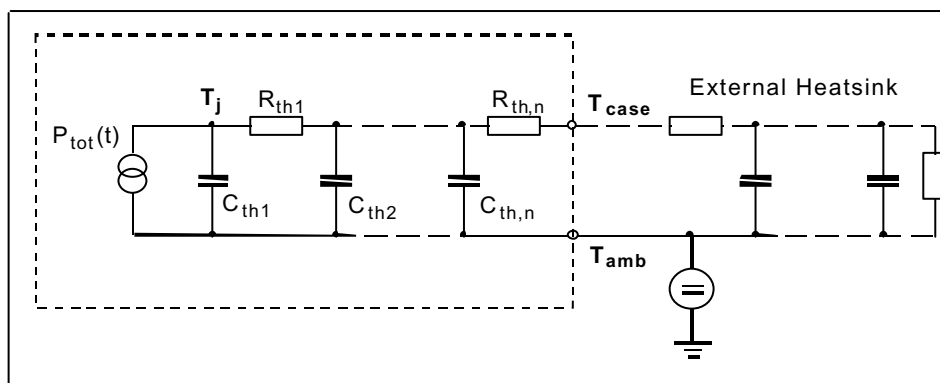 External Heatsink
T_j
R_th1
R_th,n
T_case
P_tot(t)
C_th1
C_th2
C_th,n
T_amb